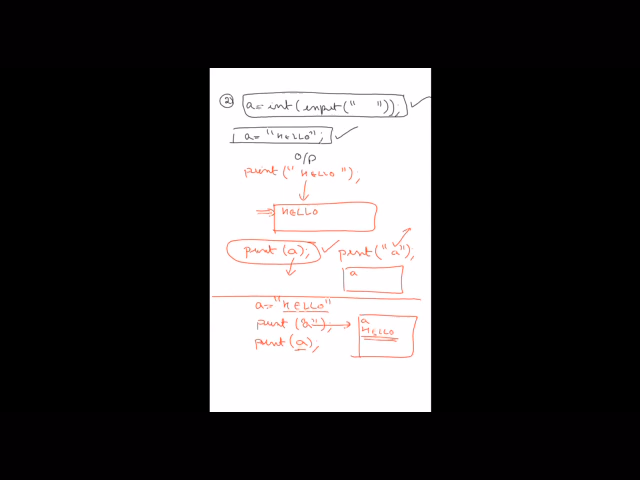 2) a = int (input (" "));
a = "HELLO";
O/P
print (" HELLO ");
HELLO
print (a); print (" a");
a
a = "HELLO"
print ("a");
print (a);
a
HELLO